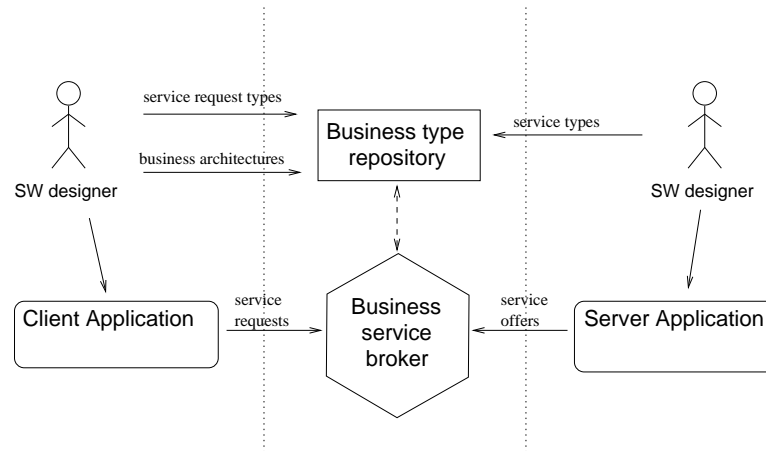 service request types
Business type
repository
service types
business architectures
SW designer
SW designer
Client Application
service
requests
Business
service
broker
service
offers
Server Application